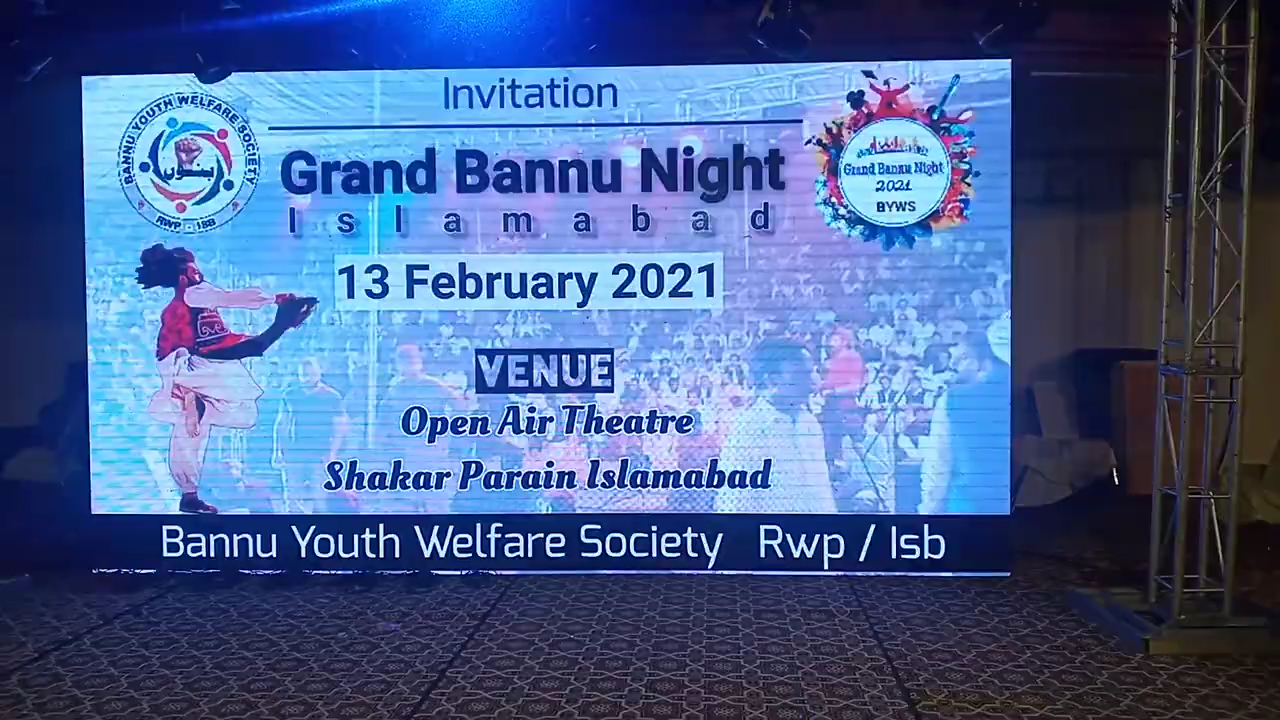 Invitation
BANNU YOUTH WELFARE SOCIETY
بنوں
RWP - ISB
Grand Bannu Night
Islamabad
Grand Bannu Night
2021
BYWS
13 February 2021
VENUE
Open Air Theatre
Shakar Parain Islamabad
Bannu Youth Welfare Society Rwp / Isb